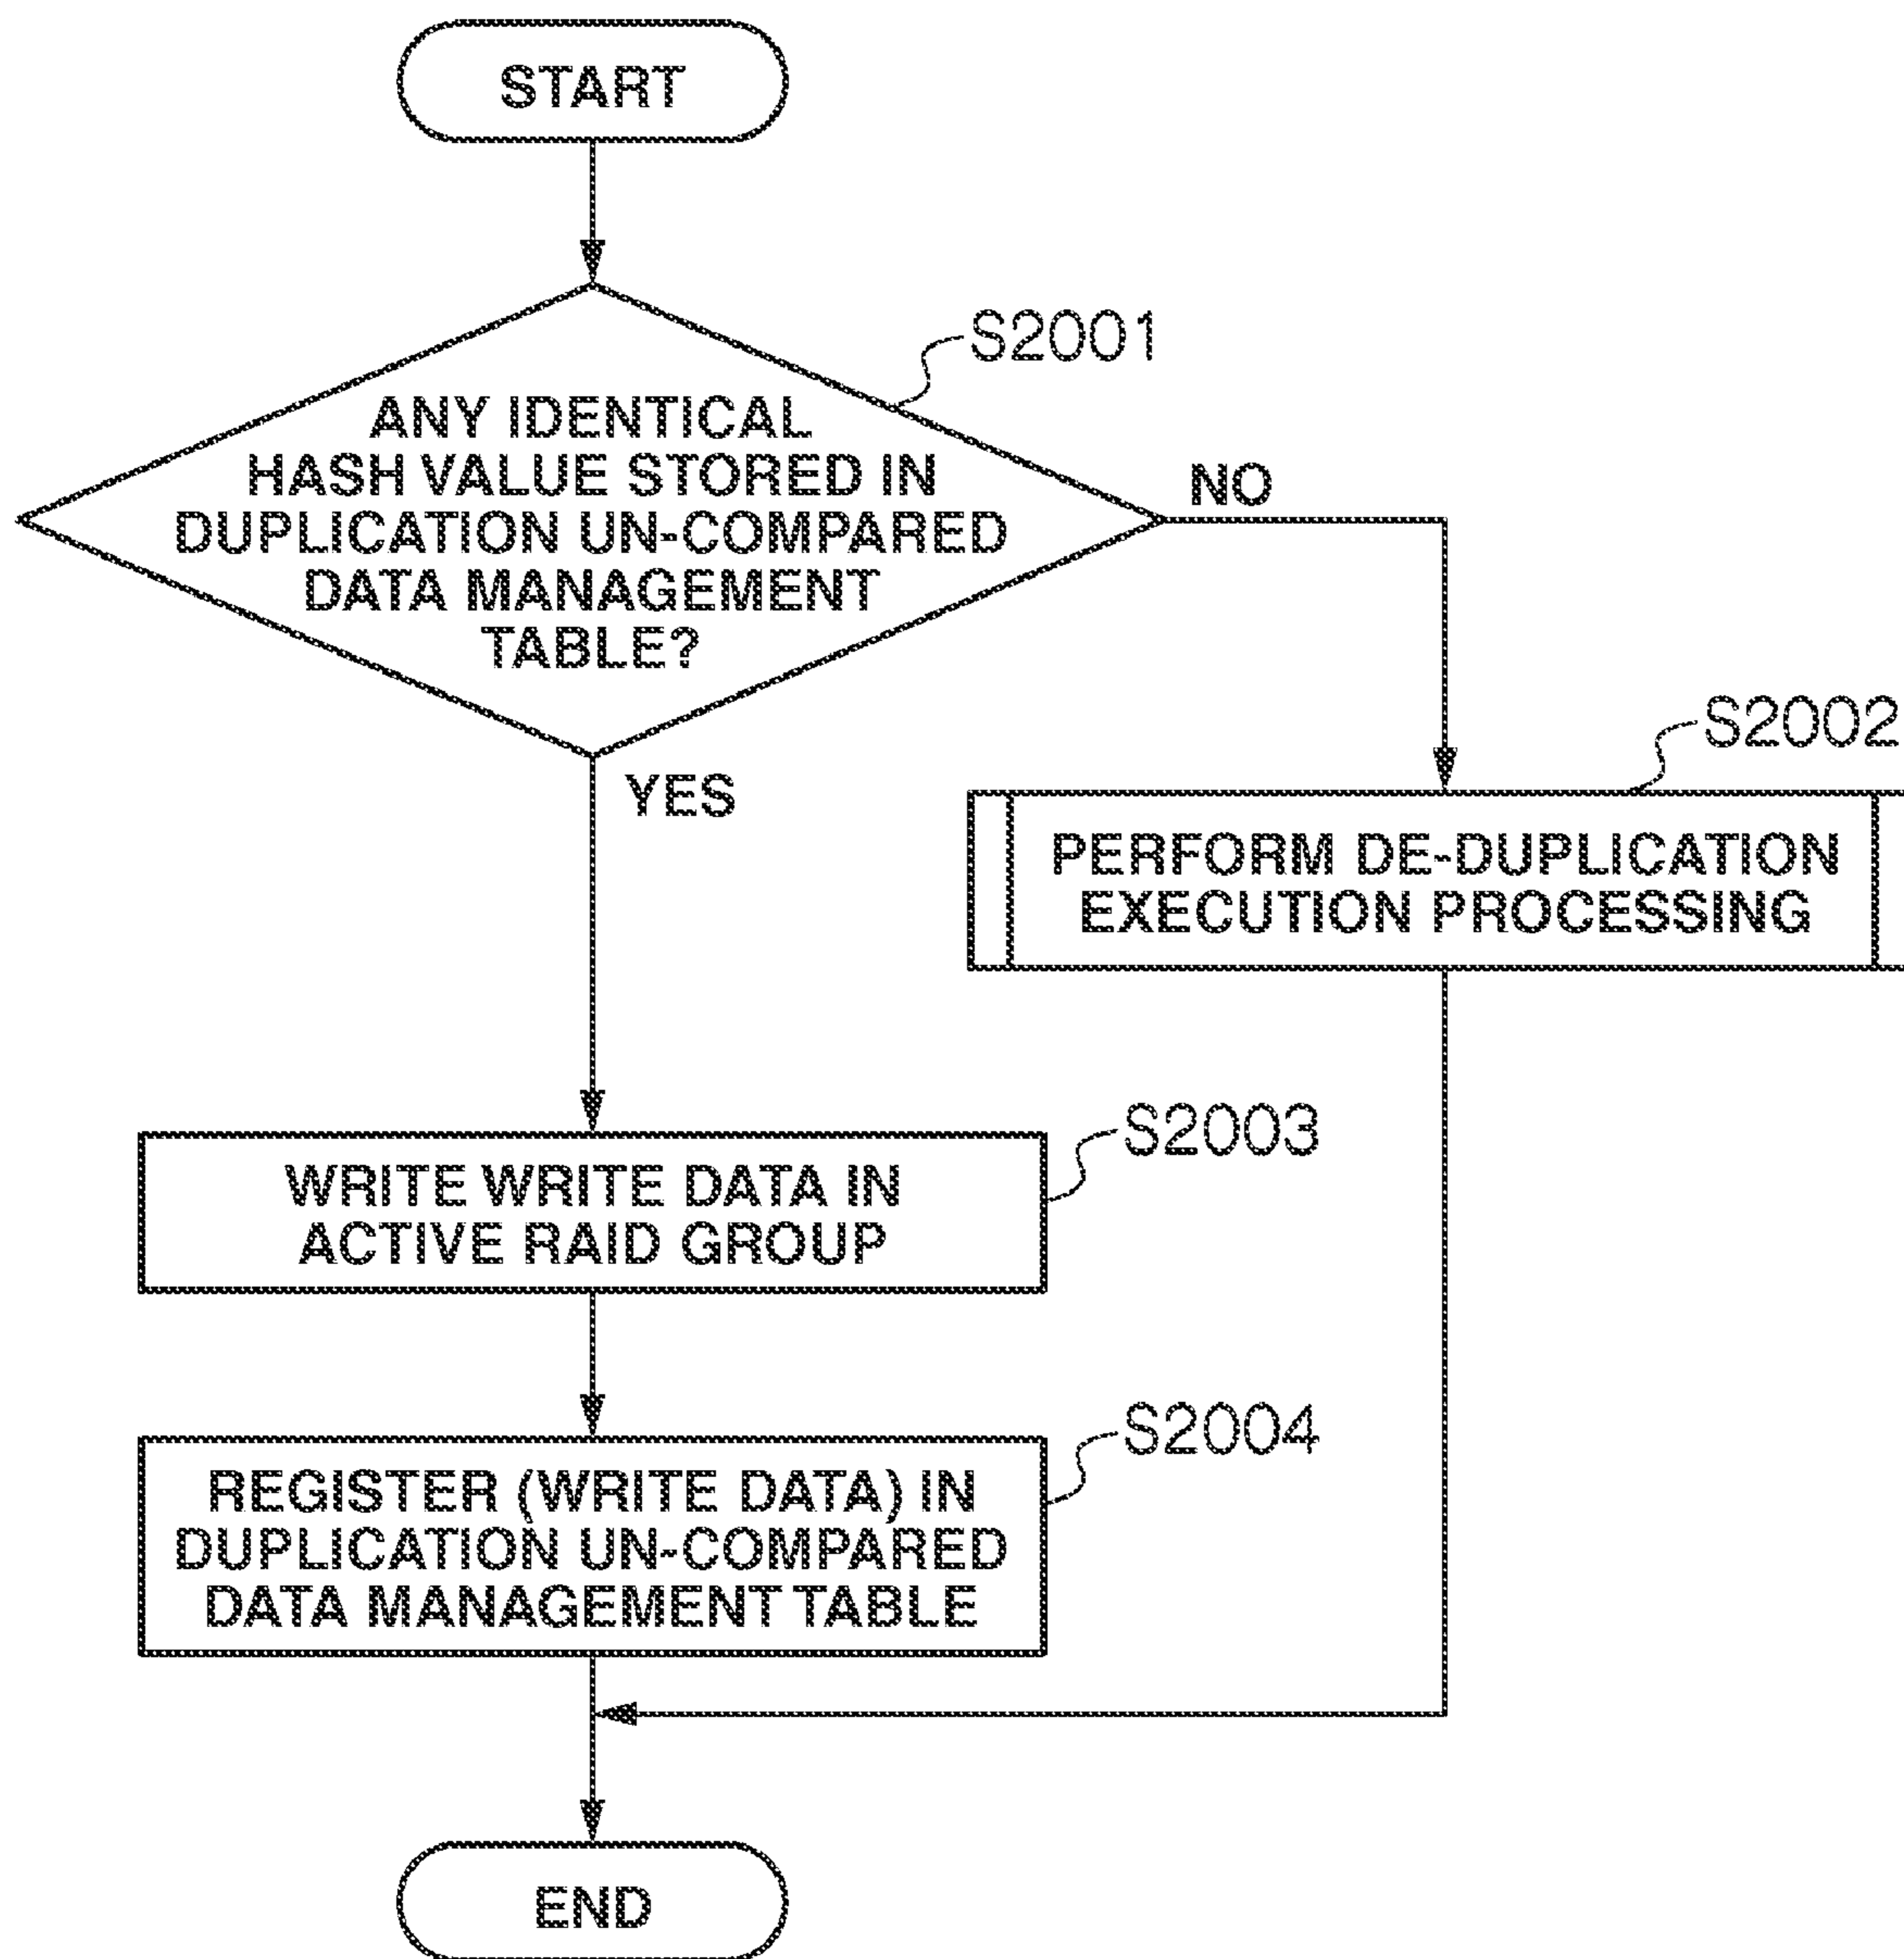 START
S2001
ANY IDENTICAL
HASH VALUE STORED IN
DUPLICATION UN-COMPARED
DATA MANAGEMENT
TABLE?
NO
YES
S2002
PERFORM DE-DUPLICATION
EXECUTION PROCESSING
S2003
WRITE WRITE DATA IN
ACTIVE RAID GROUP
S2004
REGISTER (WRITE DATA) IN
DUPLICATION UN-COMPARED
DATA MANAGEMENT TABLE
END